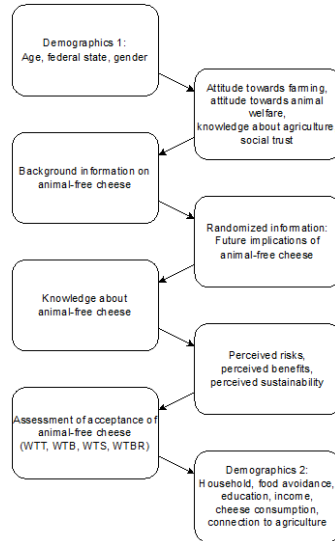 Demographics 1:
Age, federal state, gender
Attitude towards farming,
attitude towards animal
welfare,
knowledge about agriculture
social trust
Background information on
animal-free cheese
Randomized information:
Future implications of
animal-free cheese
Knowledge about
animal-free cheese
Perceived risks,
perceived benefits,
perceived sustainability
Assessment of acceptance of
animal-free cheese
(WTT, WTB, WTS, WTBR)
Demographics 2:
Household, food avoidance,
education, income,
cheese consumption,
connection to agriculture